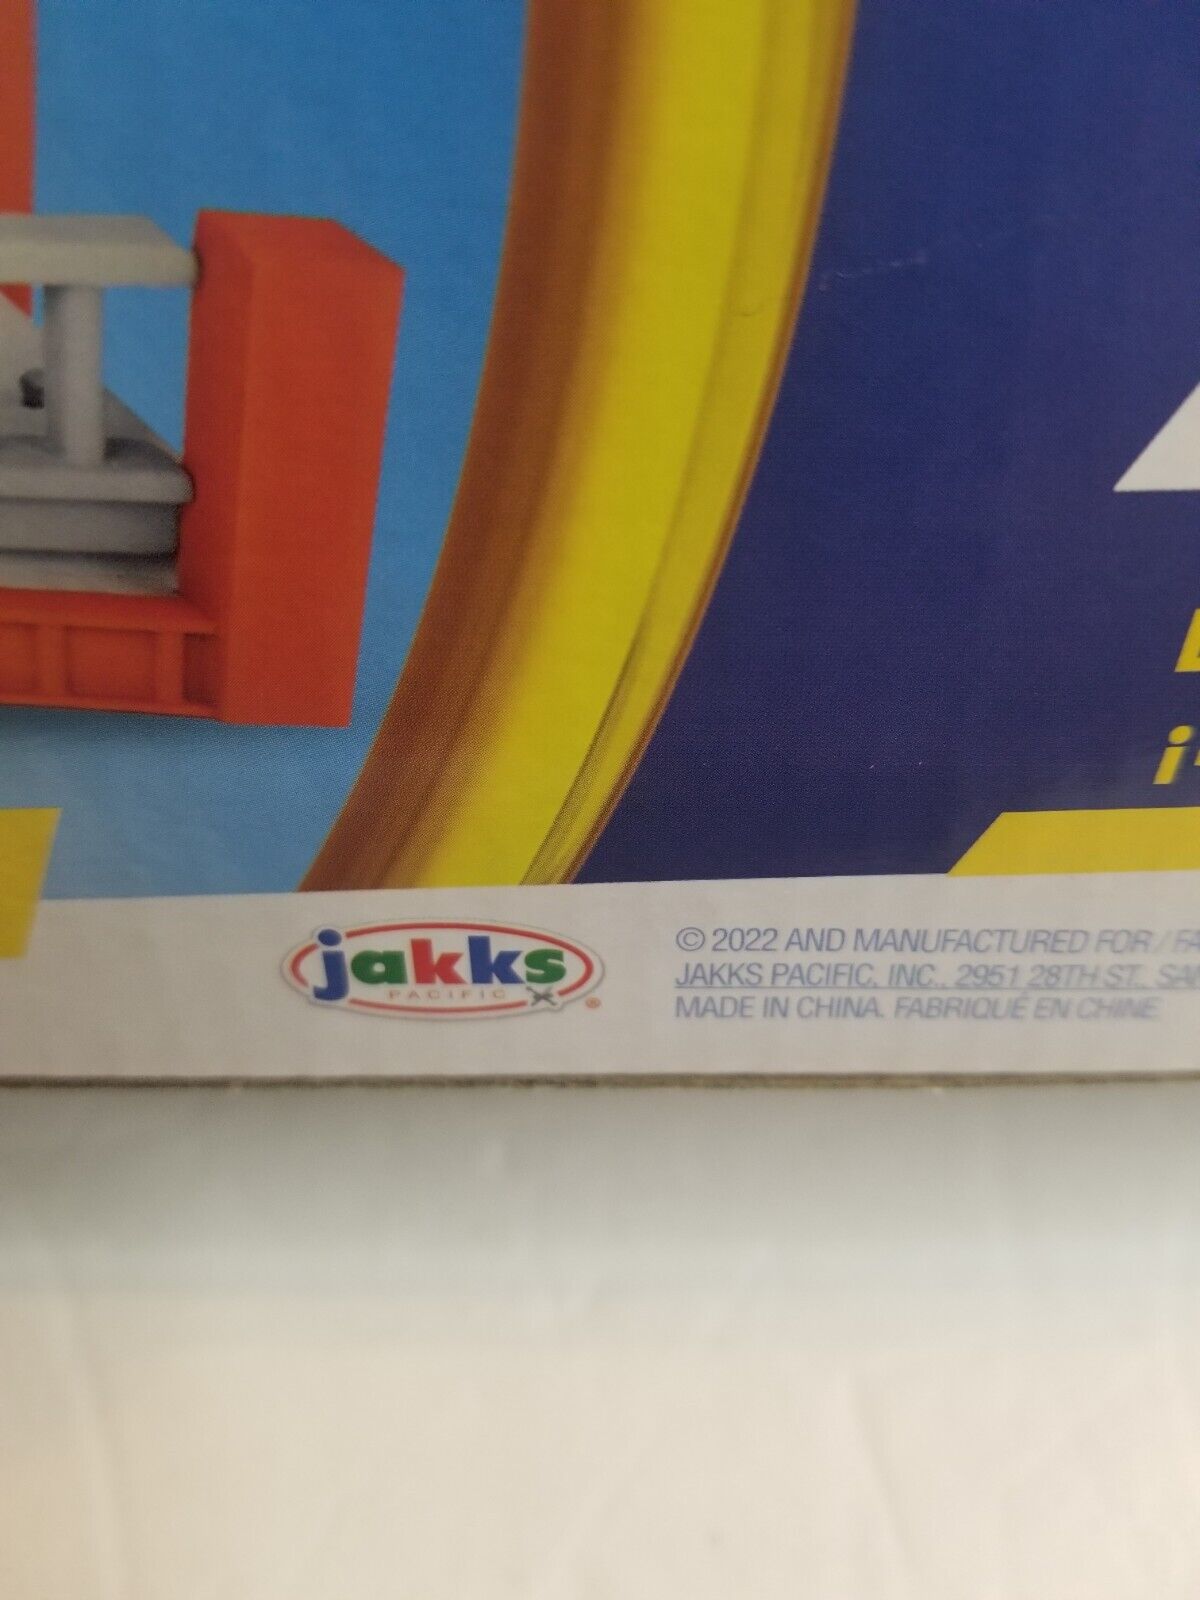 jakks
PACIFIC
®
© 2022 AND MANUFACTURED FOR /
JAKKS PACIFIC, INC., 2951 28TH ST.,
MADE IN CHINA. FABRIQUÉ EN CHINE